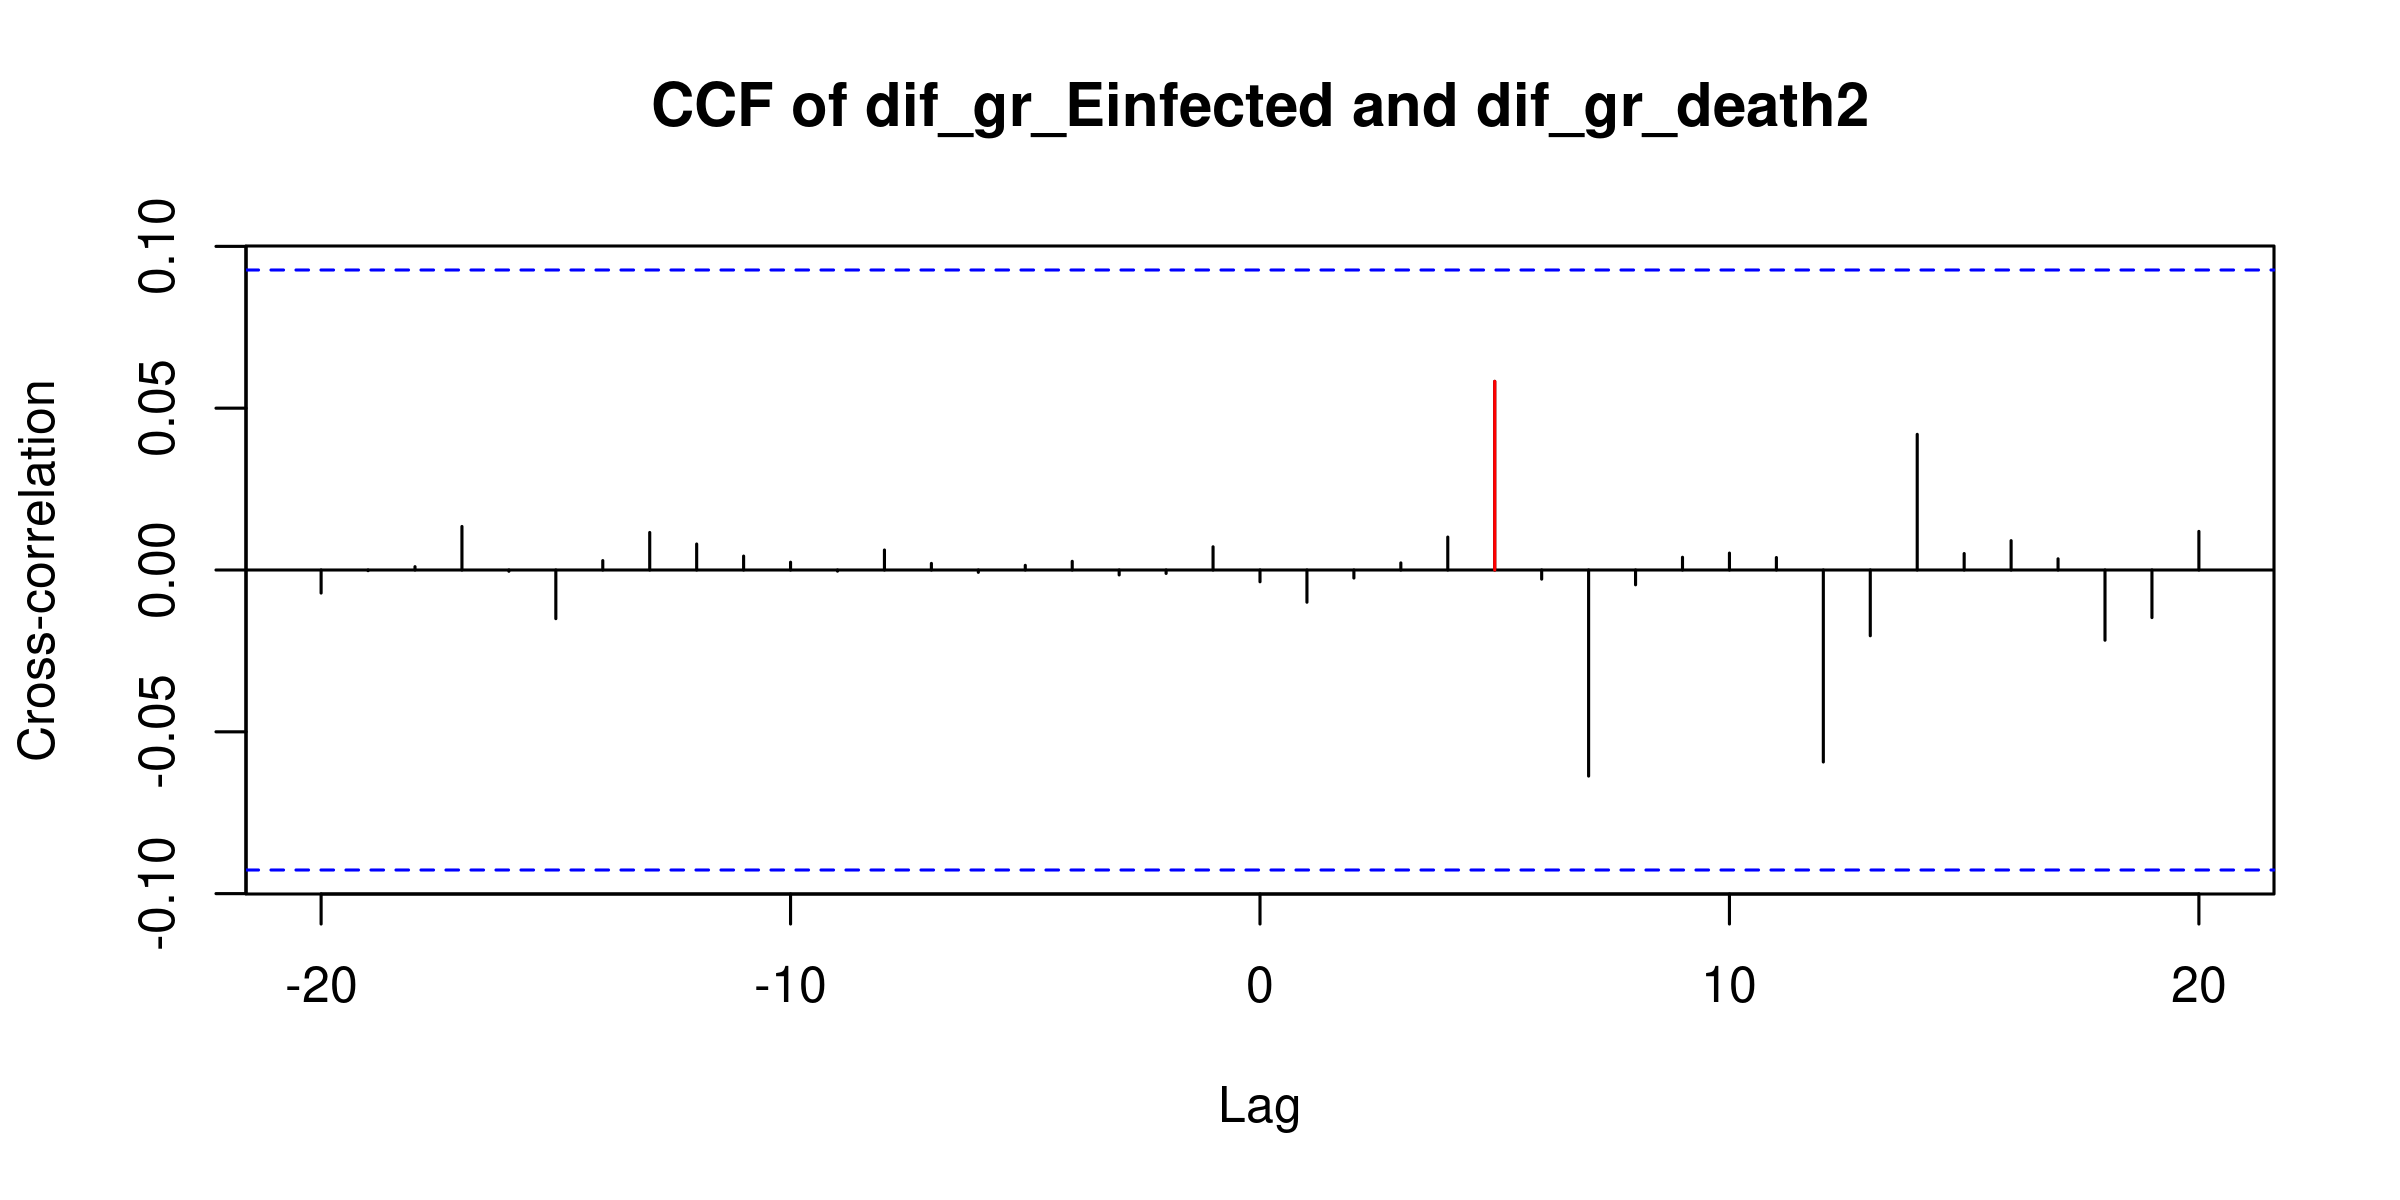 CCF of dif_gr_Einfected and dif_gr_death2
Cross-correlation
0.10
0.05
0.00
-0.05
-0.10
-20 -10 0 10 20
Lag